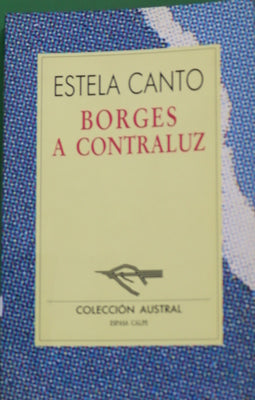 ESTELA CANTO
BORGES
A CONTRALUZ
COLECCIÓN AUSTRAL
ESPASA CALPE